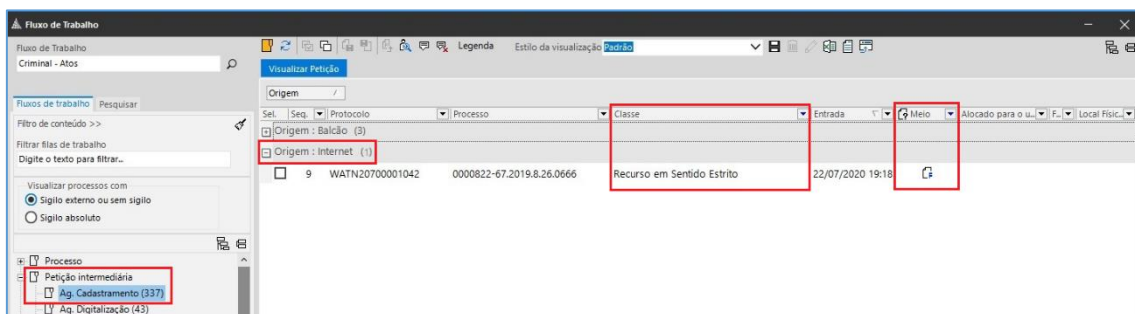 Fluxo de Trabalho
Fluxo de Trabalho
Criminal - Atos
Legenda Estilo da visualização Padrão
Visualizar Petição
Origem
Fluxos de trabalho Pesquisar
Filtro de conteúdo >>
Filtrar filas de trabalho
Digite o texto para filtrar...
Visualizar processos com
Sigilo externo ou sem sigilo
Sigilo absoluto
Processo
Petição intermediária
Ag. Cadastramento (337)
Ag. Digitalização (43)
Sel. Seq. Protocolo Processo Classe Entrada Meio Alocado para o u... F... Local Físic...
Origem : Balcão (3)
Origem : Internet (1)
9 WATN20700001042 0000822-67.2019.8.26.0666 Recurso em Sentido Estrito 22/07/2020 19:18